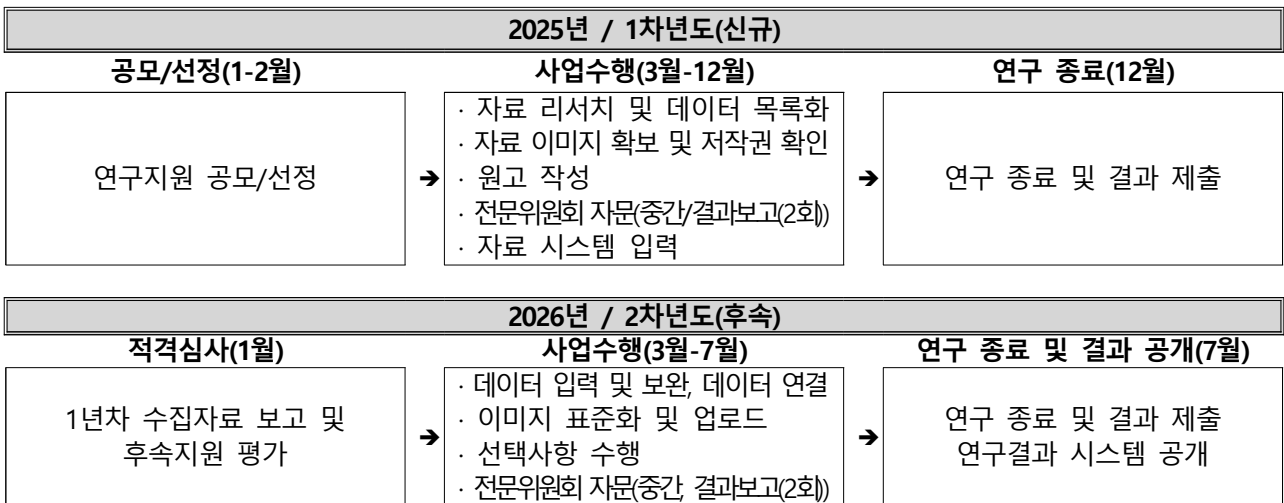 2025년 / 1차년도(신규)
공모/선정(1-2월)
사업수행(3월-12월)
연구 종료(12월)
연구지원 공모/선정
➔
· 자료 리서치 및 데이터 목록화
· 자료 이미지 확보 및 저작권 확인
· 원고 작성
· 전문위원회 자문(중간/결과보고(2회))
· 자료 시스템 입력
➔
연구 종료 및 결과 제출
2026년 / 2차년도(후속)
적격심사(1월)
사업수행(3월-7월)
연구 종료 및 결과 공개(7월)
1년차 수집자료 보고 및
후속지원 평가
➔
· 데이터 입력 및 보완, 데이터 연결
· 이미지 표준화 및 업로드
· 선택사항 수행
· 전문위원회 자문(중간, 결과보고(2회))
➔
연구 종료 및 결과 제출
연구결과 시스템 공개